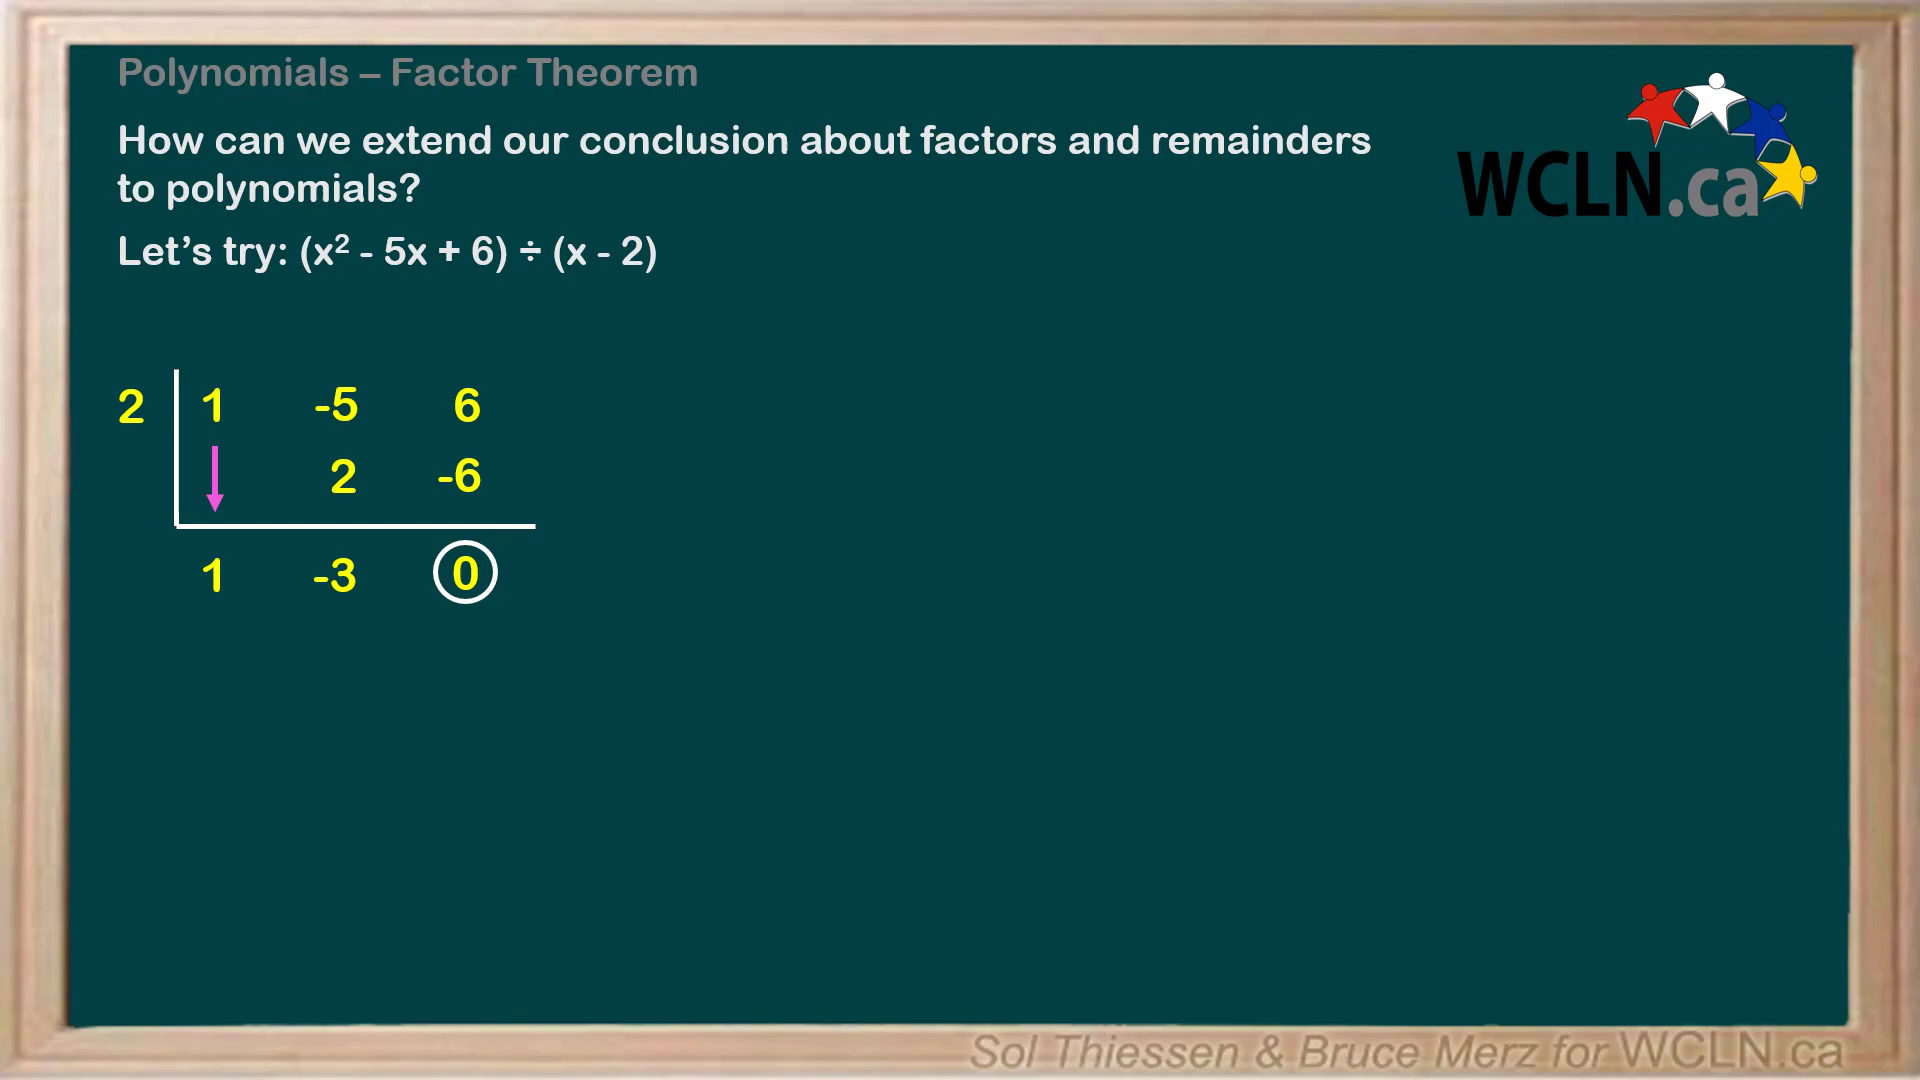 Polynomials – Factor Theorem
WCLN.ca
How can we extend our conclusion about factors and remainders
to polynomials?
Let’s try: (x² - 5x + 6) ÷ (x - 2)
2 1 -5 6
2 -6
1 -3 0
Sol Thiessen & Bruce Merz for WCLN.ca